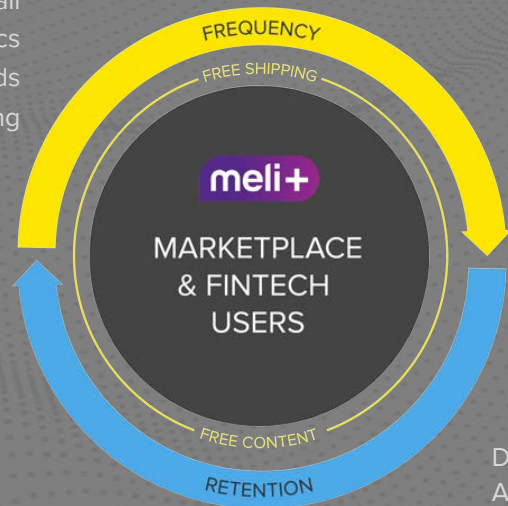 FREQUENCY
FREE SHIPPING
meli+
MARKETPLACE
& FINTECH
USERS
FREE CONTENT
RETENTION